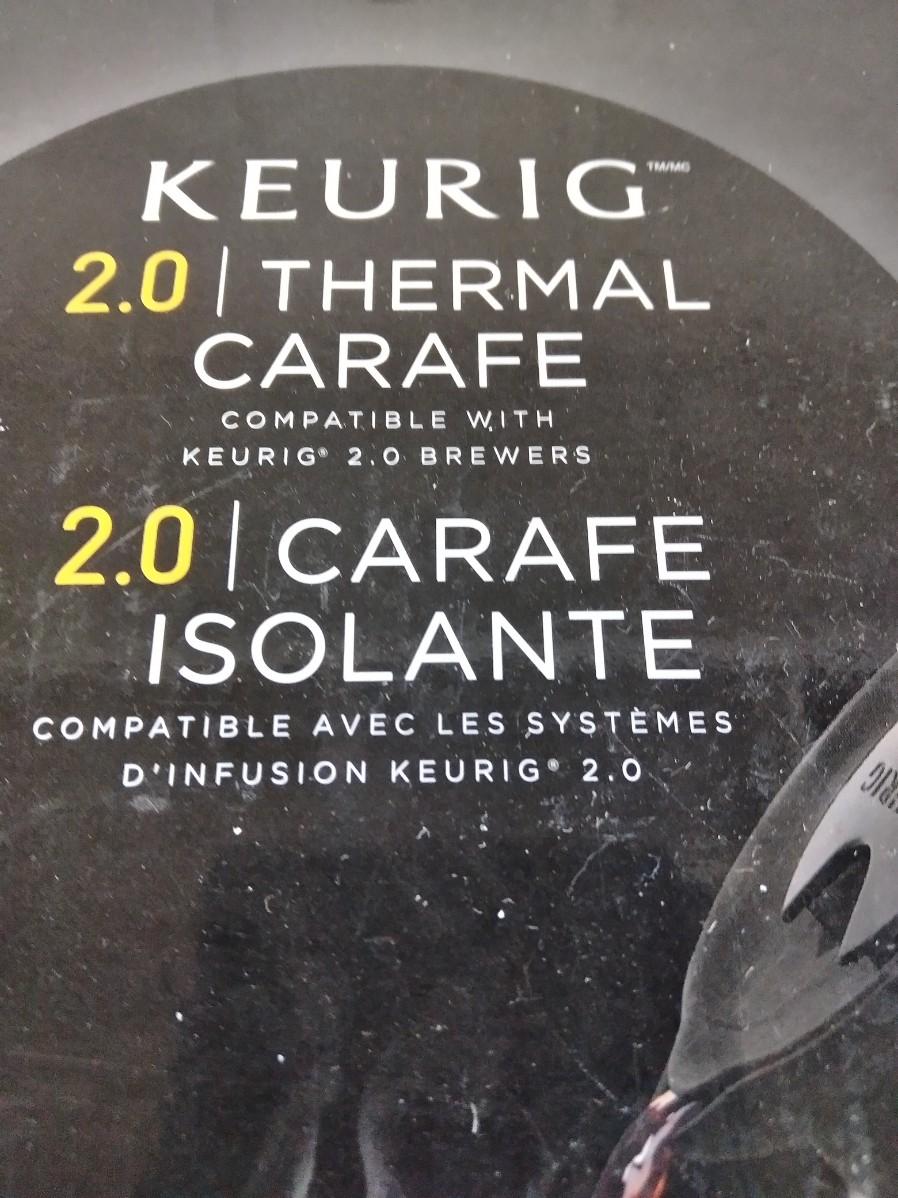 KEURIG™/MC
2.0 | THERMAL
CARAFE
COMPATIBLE WITH
KEURIG® 2.0 BREWERS
2.0 | CARAFE
ISOLANTE
COMPATIBLE AVEC LES SYSTÈMES
D'INFUSION KEURIG® 2.0